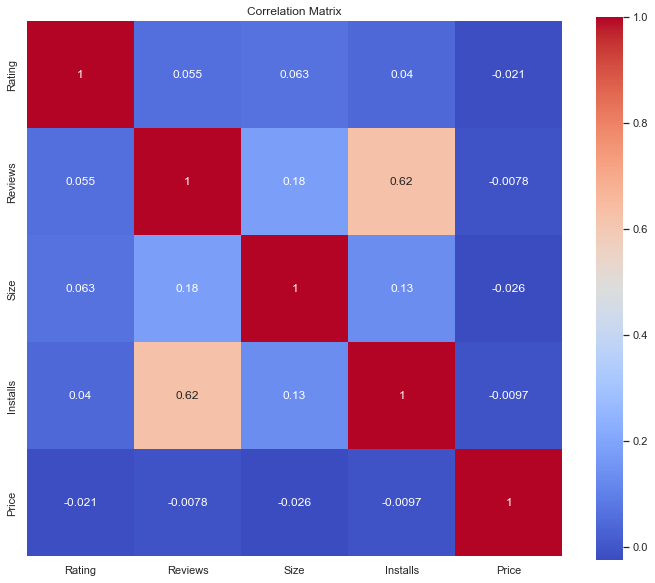 Correlation Matrix
Rating 1 0.055 0.063 0.04 -0.021
Reviews 0.055 1 0.18 0.62 -0.0078
Size 0.063 0.18 1 0.13 -0.026
Installs 0.04 0.62 0.13 1 -0.0097
Price -0.021 -0.0078 -0.026 -0.0097 1
Rating Reviews Size Installs Price
1.0
0.8
0.6
0.4
0.2
0.0